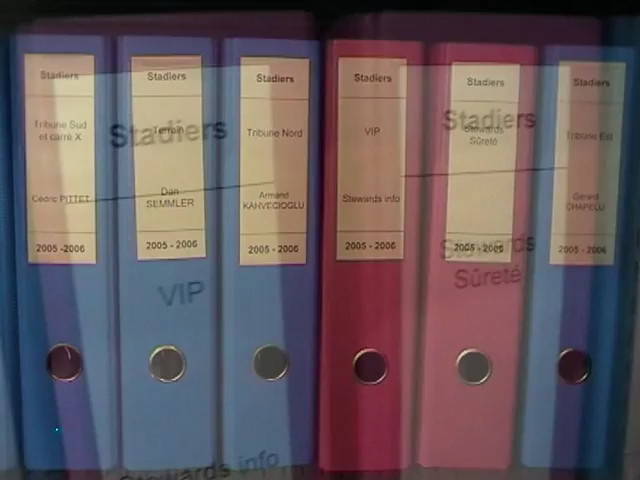 Stadiers
Tribune Sud
et carré X
Cédric PITTET
2005 -2006
Stadiers
Terrain
Dan
SEMMLER
2005 - 2006
Stadiers
Tribune Nord
Armand
KAHVECIOGLU
2005 - 2006
Stadiers
VIP
Stewards info
2005 - 2006
Stadiers
Stewards
Sûreté
2005 - 2006
Stadiers
Tribune Est
Gérard
CHAPELU
2005 - 2006
Stadiers
VIP
Stewards info
Stadiers
Stewards
Sûreté